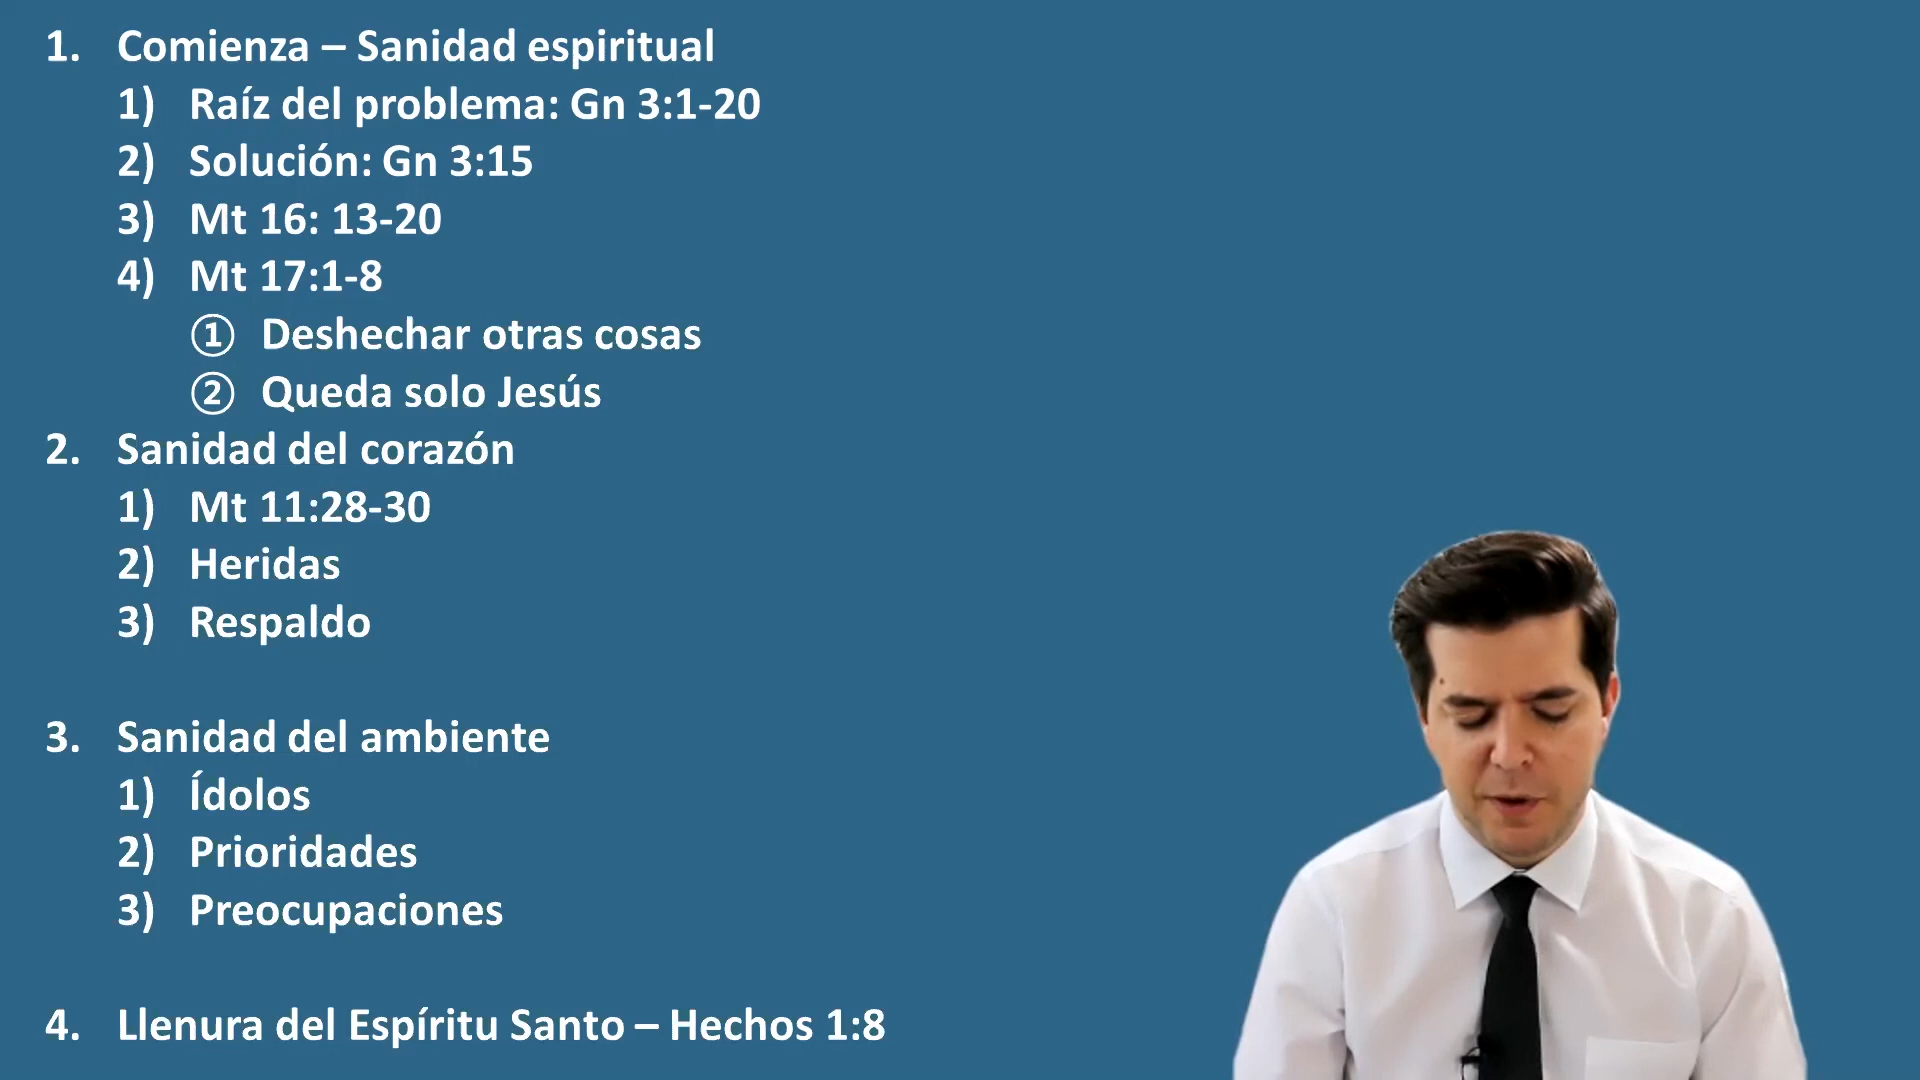 1. Comienza – Sanidad espiritual
1) Raíz del problema: Gn 3:1-20
2) Solución: Gn 3:15
3) Mt 16: 13-20
4) Mt 17:1-8
① Deshechar otras cosas
② Queda solo Jesús
2. Sanidad del corazón
1) Mt 11:28-30
2) Heridas
3) Respaldo
3. Sanidad del ambiente
1) Ídolos
2) Prioridades
3) Preocupaciones
4. Llenura del Espíritu Santo – Hechos 1:8